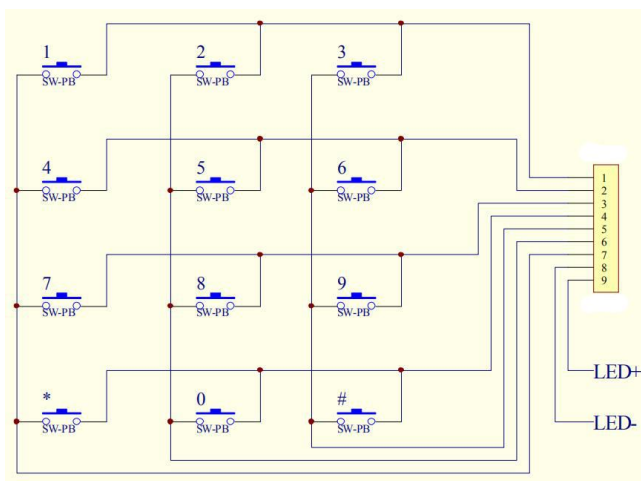 1 2 3
SW-PB SW-PB SW-PB
4 5 6
SW-PB SW-PB SW-PB
7 8 9
SW-PB SW-PB SW-PB
* 0 #
SW-PB SW-PB SW-PB
1
2
3
4
5
6
7
8
9
LED+
LED-